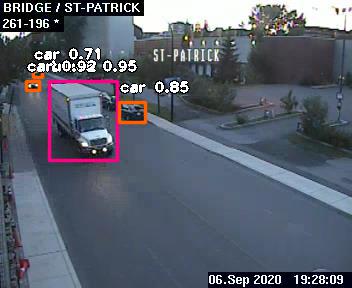 BRIDGE / ST-PATRICK
261-196 *
ST-PATRICK
car 0.71
0.92 0.95
car 0.85
06.Sep 2020 19:28:09